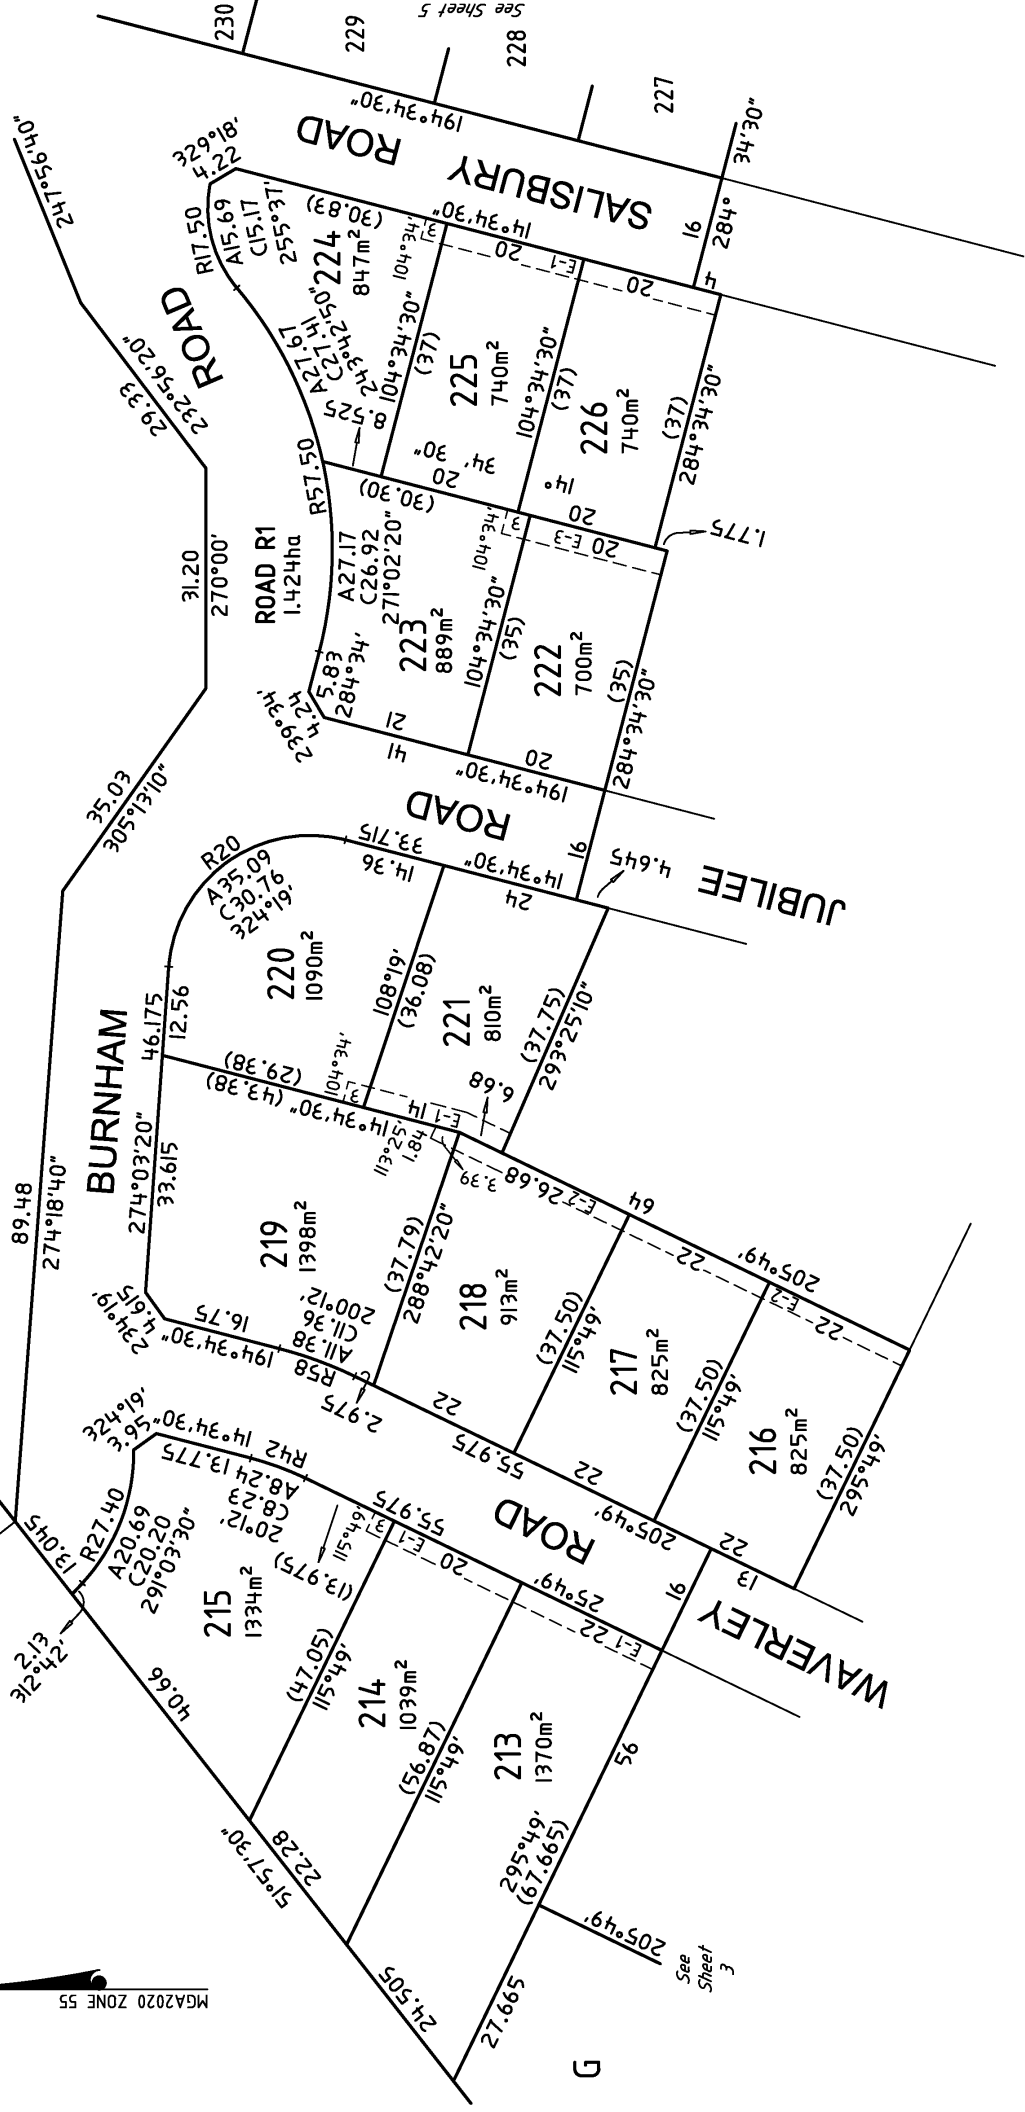 See Sheet 5
230
229
228
227
194°34'30"
SALISBURY ROAD
34'30"
284°
16
4
247°56'40"
329°18'
4.22
R17.50
A15.69
C15.17
255°37'
ROAD
232°56'20"
29.33
(30.83)
224
847m²
104°34'
3
14°34'30"
20
E-1
20
A27.67
C27.41
243°42'50"
8.525
104°34'30"
(37)
225
740m²
104°34'30"
(37)
226
740m²
(37)
284°34'30"
R57.50
(30.30)
20
34'
30"
14°
20
31.20
270°00'
ROAD R1
1.424ha
A27.17
C26.92
271°02'20"
104°34'
3
20
E-3
1.775
223
889m²
104°34'30"
(35)
222
700m²
(35)
284°34'30"
5.83
284°34'
239°34'
4.24
21
41
20
194°34'30"
35.03
305°13'10"
ROAD
JUBILEE
16
4.645
R20
A35.09
C30.76
324°19'
33.715
14.36
14°34'30"
24
220
1090m²
108°19'
(36.08)
221
810m²
(37.75)
293°25'10"
6.68
46.175
12.56
BURNHAM
274°03'20"
33.615
89.48
274°18'40"
(29.38)
(43.38)
104°34'
3
14°34'30"
14
E-1
113°25'
1.84
3.39
219
1398m²
(37.79)
288°42'20"
218
913m²
26.68
E-2
64
(37.50)
115°49'
217
825m²
22
205°49'
E-2
22
(37.50)
115°49'
216
825m²
(37.50)
295°49'
234°19'
4.615
16.75
194°34'30"
R58
A11.38
C11.36
200°12'
2.975
22
55.975
22
205°49'
22
13
324°19'
3.95
14°34'30"
13.775
R42
A8.24
C8.23
20°12'
(13.975)
55.975
115°49'
3
E-1
20
25°49'
22
E-1
ROAD
WAVERLEY
16
13.045
R27.40
A20.69
C20.20
291°03'30"
2.13
312°42'
215
1334m²
40.66
(47.05)
115°49'
214
1039m²
(56.87)
115°49'
213
1370m²
56
51°57'30"
22.28
295°49'
(67.665)
205°49'
See
Sheet
3
24.505
27.665
G
MGA2020 ZONE 55